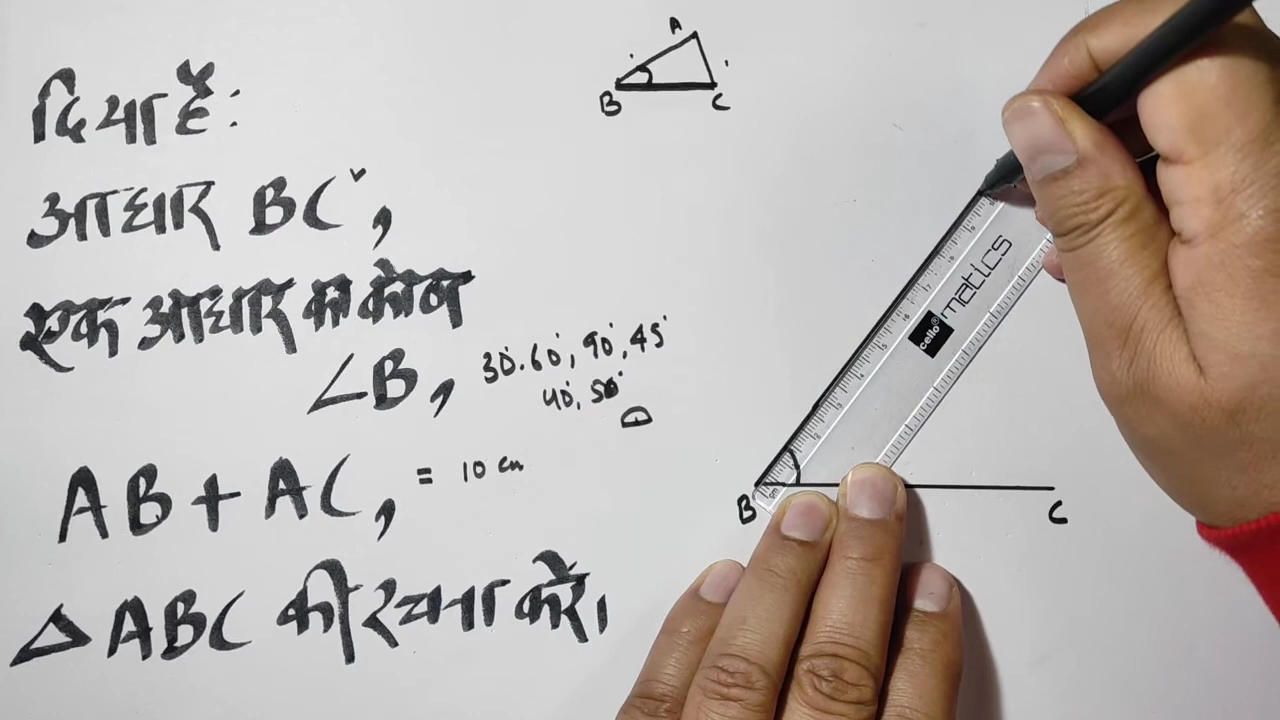 दिया है:
आधार BC,
एक आधार का कोण
∠B, 30°. 60°, 90°, 45°
40°, 50°
AB + AC, = 10 cm
△ ABC की रचना करें।
A
B C
cello® matics
B C